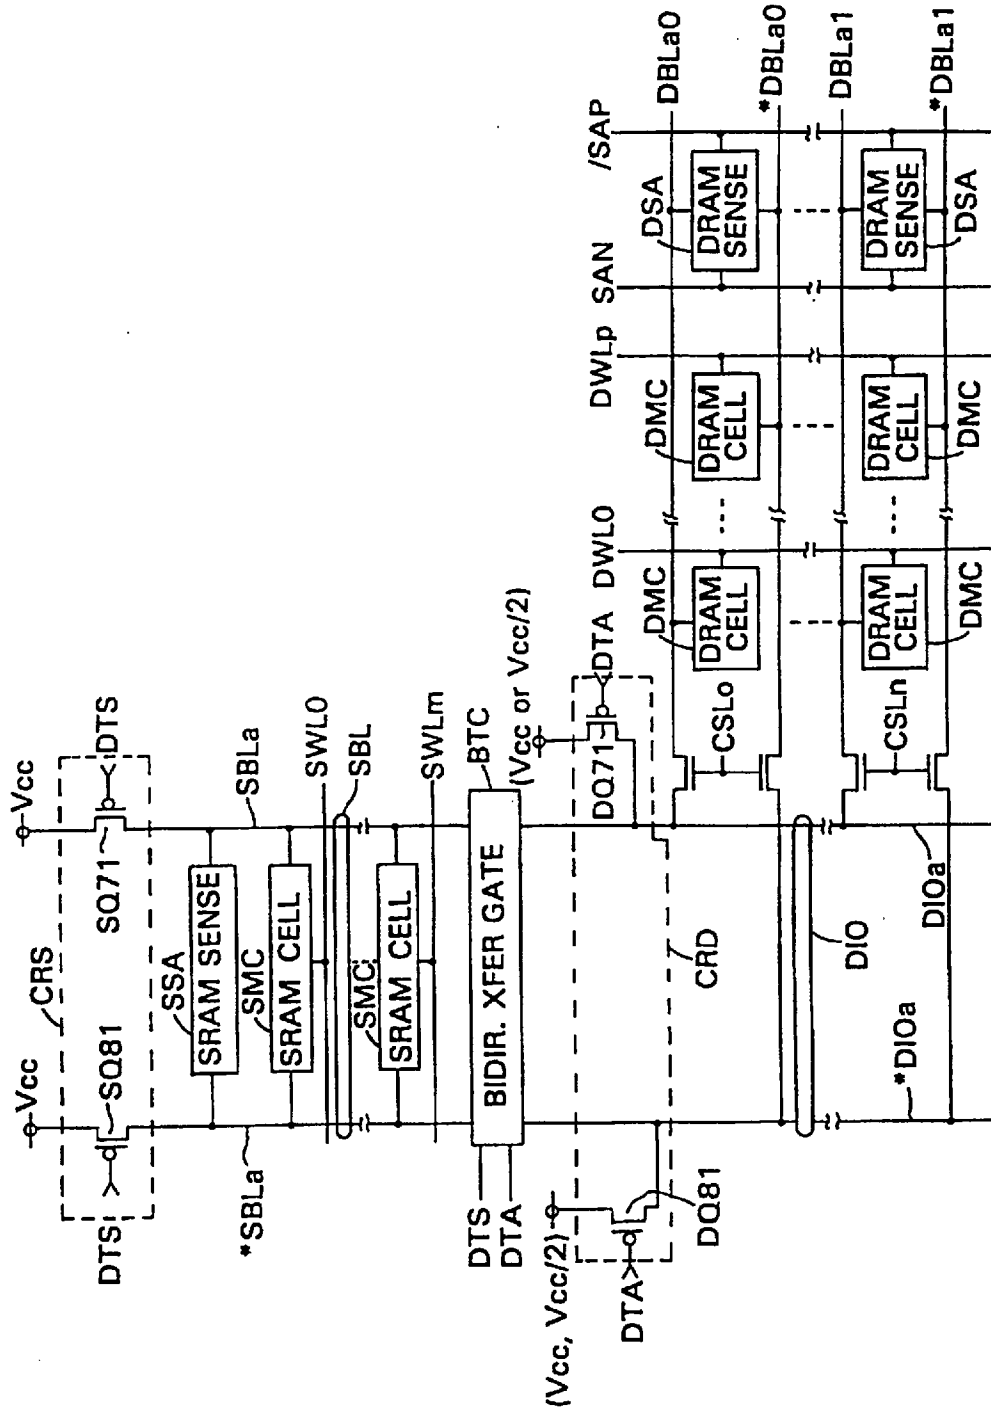 Vcc
Vcc
CRS
DTS
SQ81
SQ71
DTS
*SBLa
SBLa
SSA
SRAM SENSE
SMC
SRAM CELL
SWL0
SBL
SMC
SRAM CELL
SWLm
DTS
DTA
BIDIR. XFER GATE
BTC
(Vcc, Vcc/2)
(Vcc or Vcc/2)
DTA
DQ81
DQ71
DTA
CRD
DWL0
DWLp
SAN
/SAP
DMC
DMC
DSA
DBLa0
CSLo
DRAM
CELL
DRAM
CELL
DRAM
SENSE
*DBLa0
DIO
DBLa1
CSLn
DRAM
CELL
DRAM
CELL
DRAM
SENSE
*DIOa
DIOa
DMC
DMC
DSA
*DBLa1